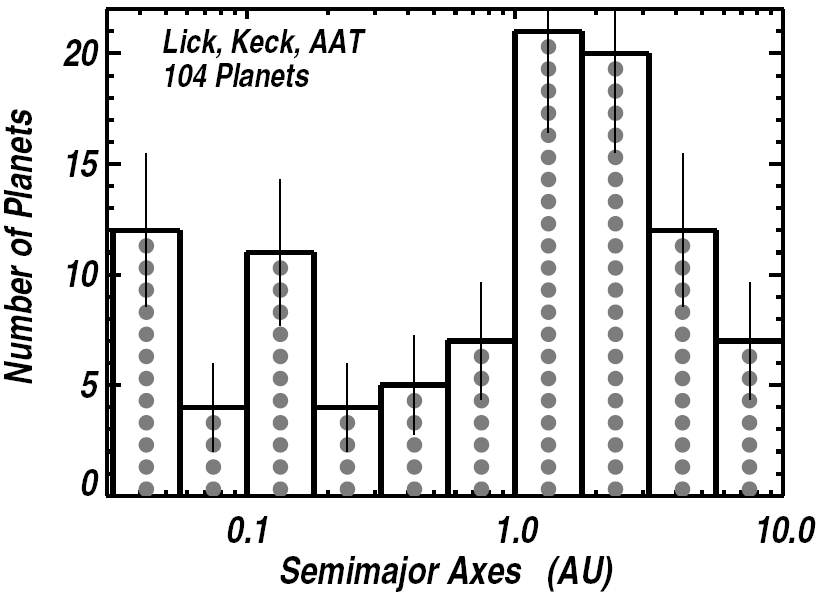 Lick, Keck, AAT
104 Planets
Number of Planets
20
15
10
5
0
0.1
1.0
10.0
Semimajor Axes (AU)